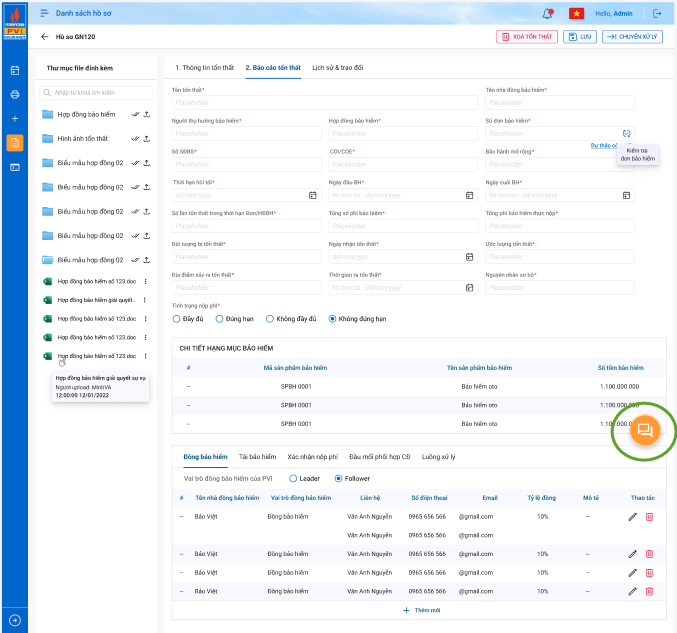 PETROVIETNAM
PVI
INSURANCE
Danh sách hồ sơ
Hello, Admin
Hồ sơ GN120
XOÁ TỔN THẤT
LƯU
CHUYỂN XỬ LÝ
Thư mục file đính kèm
Nhập từ khoá tìm kiếm
Hợp đồng bảo hiểm
Hình ảnh tổn thất
Biểu mẫu hợp đồng 02
Biểu mẫu hợp đồng 02
Biểu mẫu hợp đồng 02
Biểu mẫu hợp đồng 02
Biểu mẫu hợp đồng 02
Hợp đồng bảo hiểm số 123.doc
Hợp đồng bảo hiểm giải quyết..
Hợp đồng bảo hiểm số 123.doc
Hợp đồng bảo hiểm số 123.doc
Hợp đồng bảo hiểm số 123.doc
Hợp đồng bảo hiểm giải quyết sự vụ
Người upload: MinhVA
12:00:00 12/01/2022
1. Thông tin tổn thất 2. Báo cáo tổn thất Lịch sử & trao đổi
Tên tổn thất* Tên nhà đồng bảo hiểm*
Placeholder Placeholder
Người thụ hưởng bảo hiểm* Hợp đồng bảo hiểm* Số đơn bảo hiểm*
Placeholder Placeholder Placeholder
Dự thảo
Kiểm tra
đơn bảo hiểm
Số SĐBS* COI/COE* Bảo hành mở rộng*
Placeholder Placeholder Placeholder
Thời hạn hồi tố* Ngày đầu BH* Ngày cuối BH*
dd/mm/yyyy hh:mm:ss - dd/mm/yyyy hh:mm:ss - dd/mm/yyyy
Số lần tổn thất trong thời hạn Đơn/HĐBH* Tổng số phí bảo hiểm* Tổng phí bảo hiểm thực nộp*
Placeholder Placeholder Placeholder
Đối tượng bị tổn thất* Ngày nhận tổn thất* Ước lượng tổn thất*
Placeholder dd/mm/yyyy Placeholder
Địa điểm xảy ra tổn thất* Thời gian ra tổn thất* Nguyên nhân sơ bộ*
Placeholder hh:mm:ss - dd/mm/yyyy Placeholder
Tình trạng nộp phí*
Đầy đủ Đúng hạn Không đầy đủ Không đúng hạn
CHI TIẾT HẠNG MỤC BẢO HIỂM
# Mã sản phẩm bảo hiểm Tên sản phẩm bảo hiểm Số tiền bảo hiểm
-- SPBH 0001 Bảo hiểm oto 1.100.000.000
-- SPBH 0001 Bảo hiểm oto 1.100.000.000
-- SPBH 0001 Bảo hiểm oto 1.100.000
Đồng bảo hiểm Tái bảo hiểm Xác nhận nộp phí Đầu mối phối hợp CĐ Luồng xử lý
Vai trò đồng bảo hiểm của PVI Leader Follower
# Tên nhà đồng bảo hiểm Vai trò đồng bảo hiểm Liên hệ Số điện thoại Email Tỷ lệ đồng Mô tả Thao tác
-- Bảo Việt Đồng bảo hiểm Vân Anh Nguyễn 0965 656 566 @gmail.com 10% --
Vân Anh Nguyễn 0965 656 566 @gmail.com
-- Bảo Việt Đồng bảo hiểm Vân Anh Nguyễn 0965 656 566 @gmail.com 10% --
-- Bảo Việt Đồng bảo hiểm Vân Anh Nguyễn 0965 656 566 @gmail.com 10% --
-- Bảo Việt Đồng bảo hiểm Vân Anh Nguyễn 0965 656 566 @gmail.com 10% --
+ Thêm mới